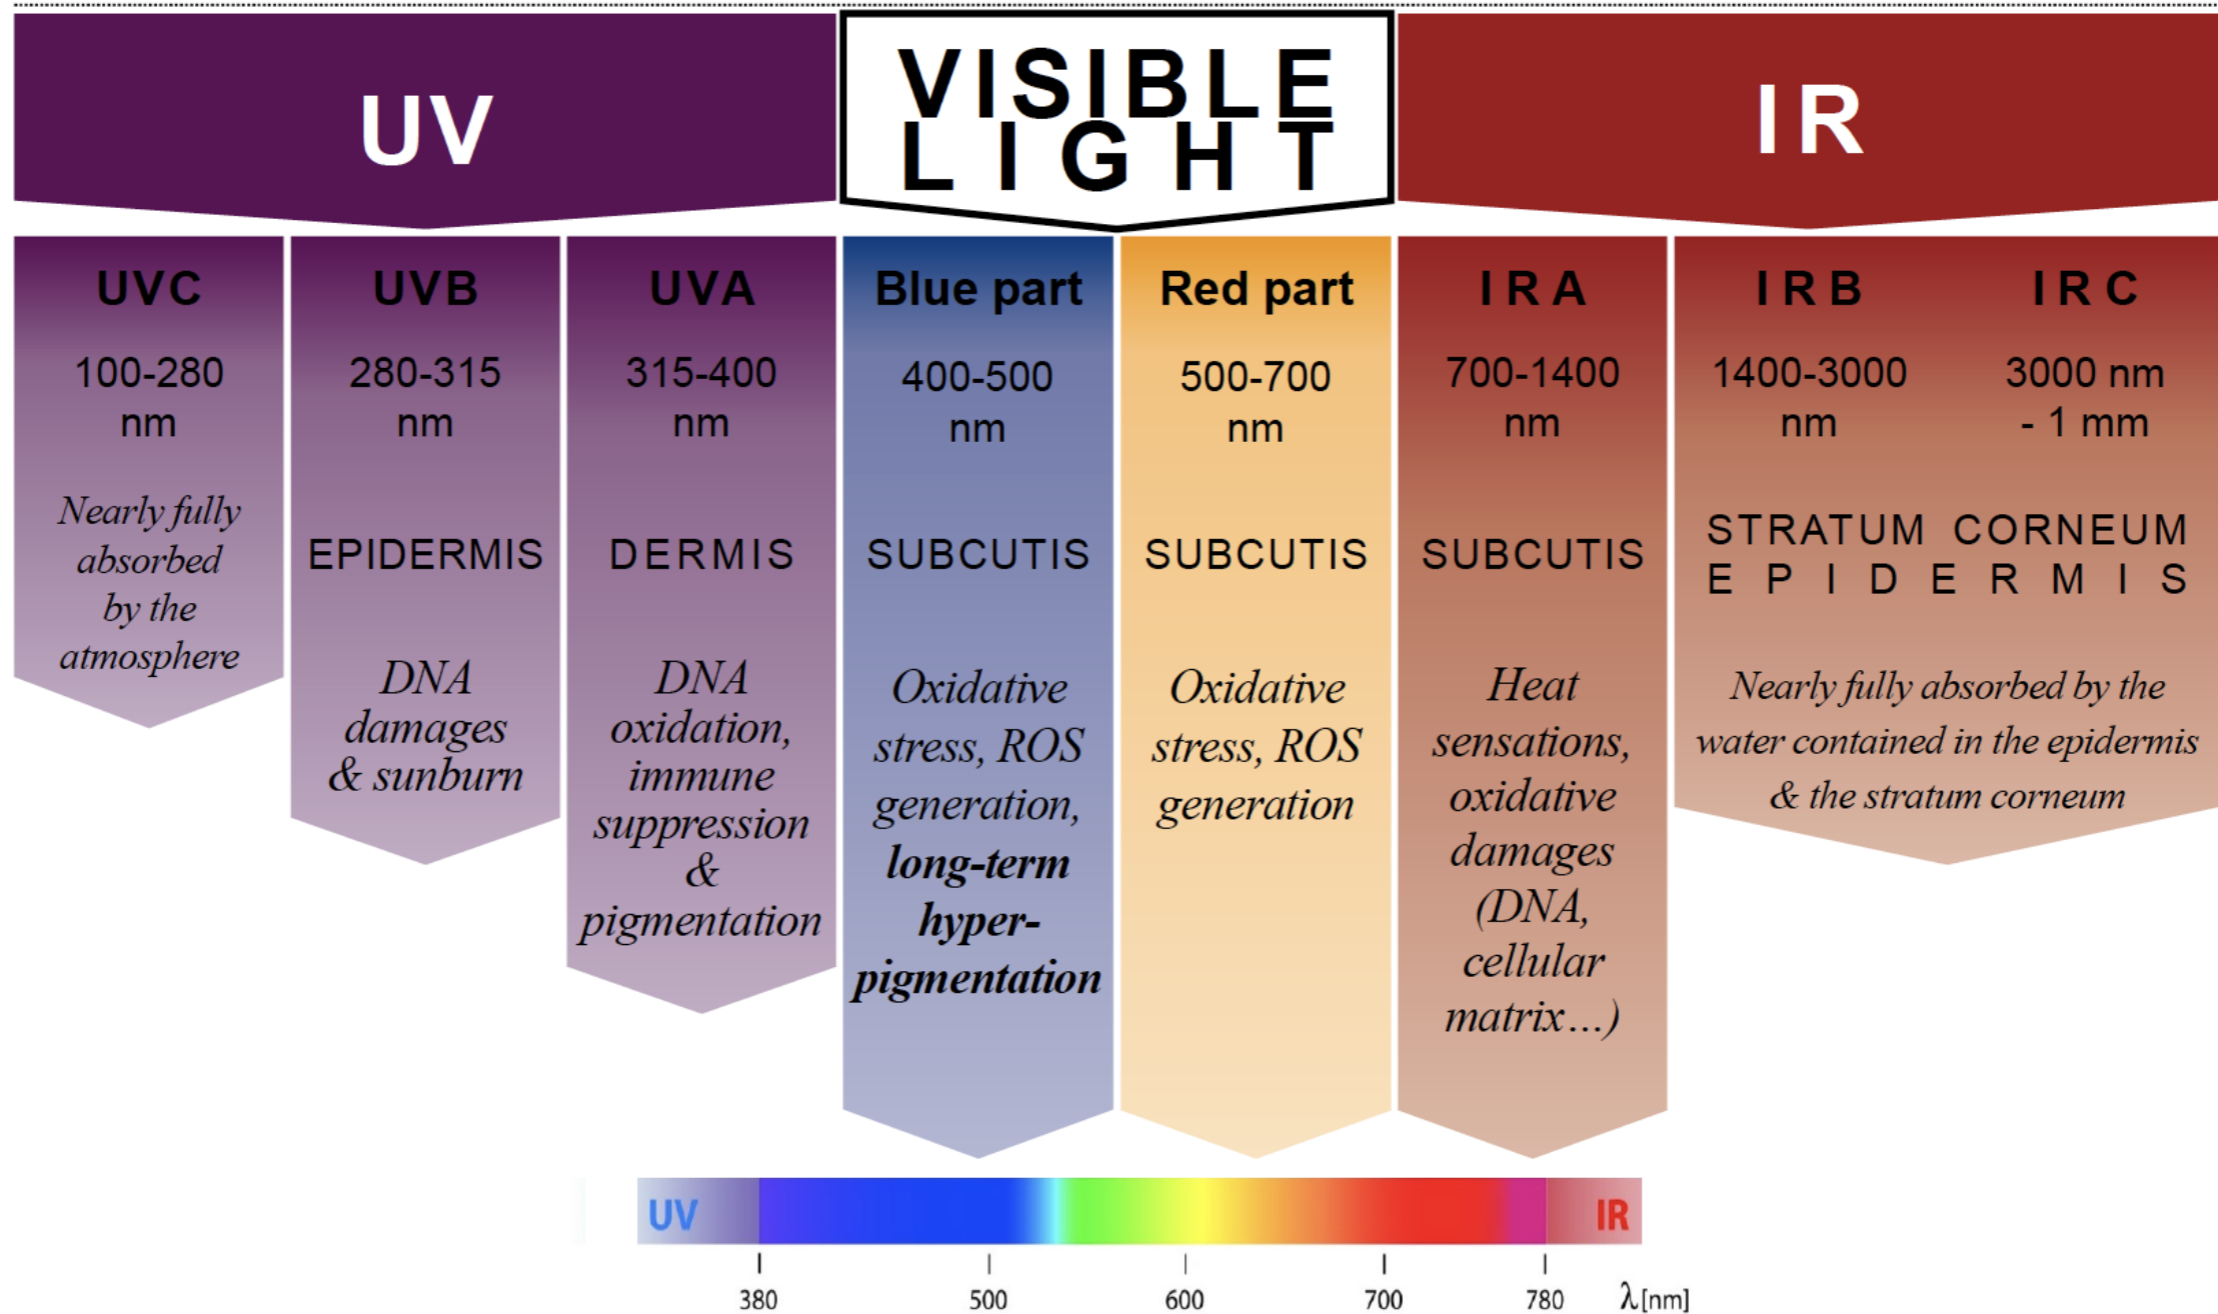 UV
VISIBLE
LIGHT
IR
UVC
100-280
nm
Nearly fully
absorbed
by the
atmosphere
UVB
280-315
nm
EPIDERMIS
DNA
damages
& sunburn
UVA
315-400
nm
DERMIS
DNA
oxidation,
immune
suppression
&
pigmentation
Blue part
400-500
nm
SUBCUTIS
Oxidative
stress, ROS
generation,
long-term
hyper-
pigmentation
Red part
500-700
nm
SUBCUTIS
Oxidative
stress, ROS
generation
IRA
700-1400
nm
SUBCUTIS
Heat
sensations,
oxidative
damages
(DNA,
cellular
matrix…)
IRB
1400-3000
nm
IRC
3000 nm
- 1 mm
STRATUM CORNEUM
EPIDERMIS
Nearly fully absorbed by the
water contained in the epidermis
& the stratum corneum
UV IR
380 500 600 700 780 λ[nm]